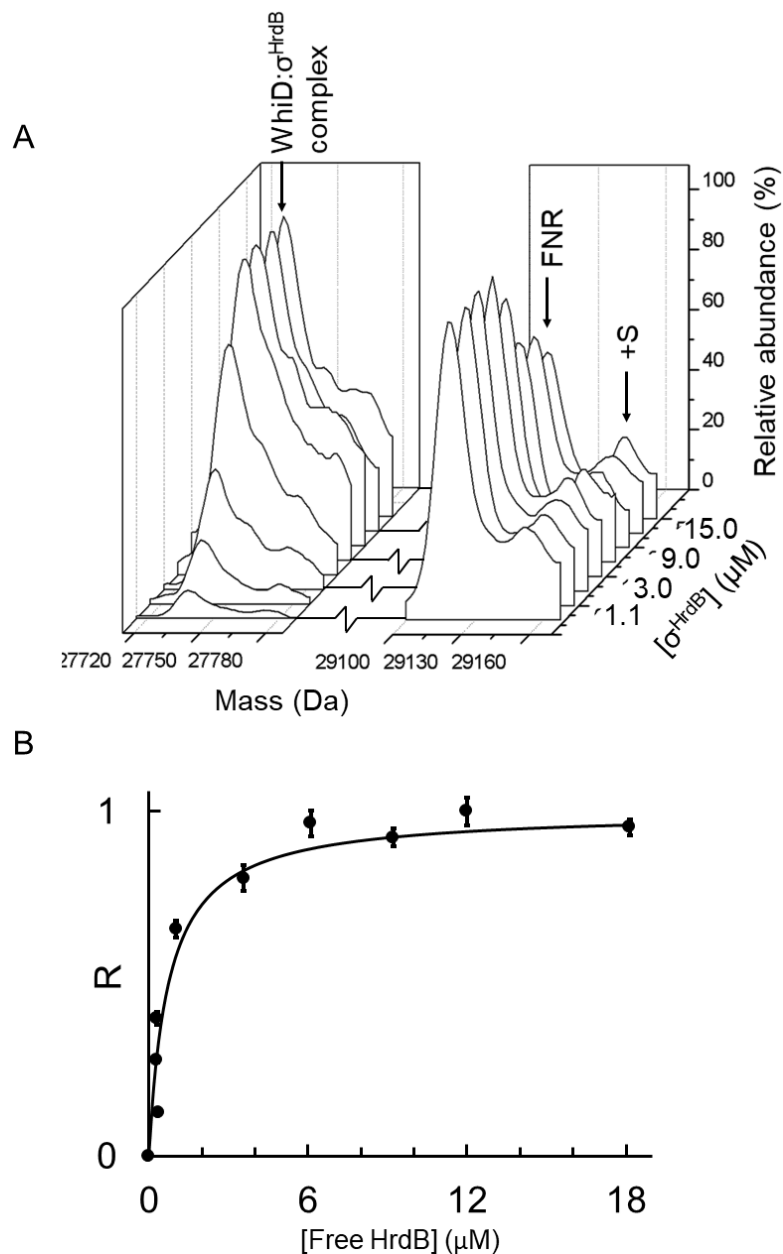 A
WhiD:σHrdB
complex
FNR
+S
100
80
60
40
20
0
Relative abundance (%)
15.0
9.0
3.0
1.1
[σHrdB] (µM)
27720 27750 27780 29100 29130 29160
Mass (Da)
B
1
R
0
0 6 12 18
[Free HrdB] (µM)